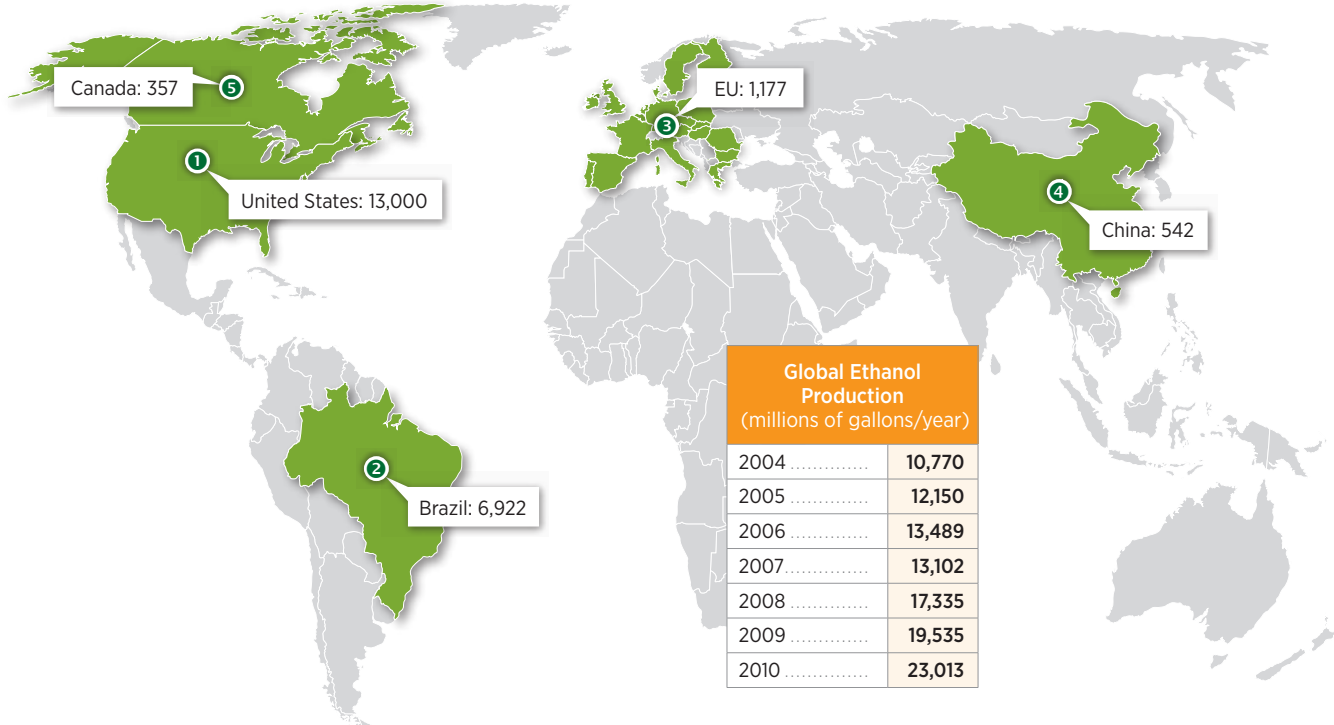 Canada: 357
5
EU: 1,177
3
1
United States: 13,000
4
China: 542
2
Brazil: 6,922
Global Ethanol
Production
(millions of gallons/year)
2004 ............. 10,770
2005 ............. 12,150
2006 ............. 13,489
2007.............. 13,102
2008 ............. 17,335
2009 ............. 19,535
2010 .............. 23,013